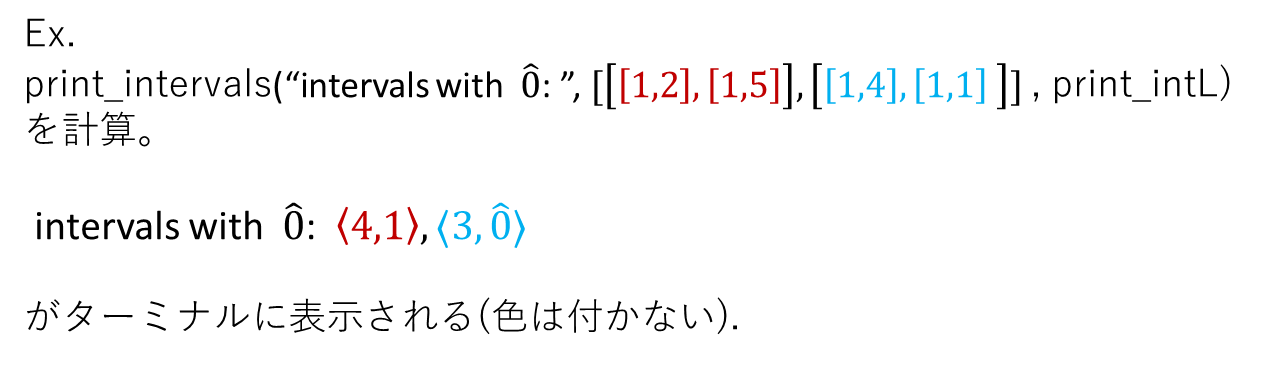 Ex.
print_intervals(“intervals with 0̂: ”, [[[1,2], [1,5]], [[1,4], [1,1] ]] , print_intL)
を計算。
intervals with 0̂: ⟨4,1⟩, ⟨3, 0̂⟩
がターミナルに表示される(色は付かない).